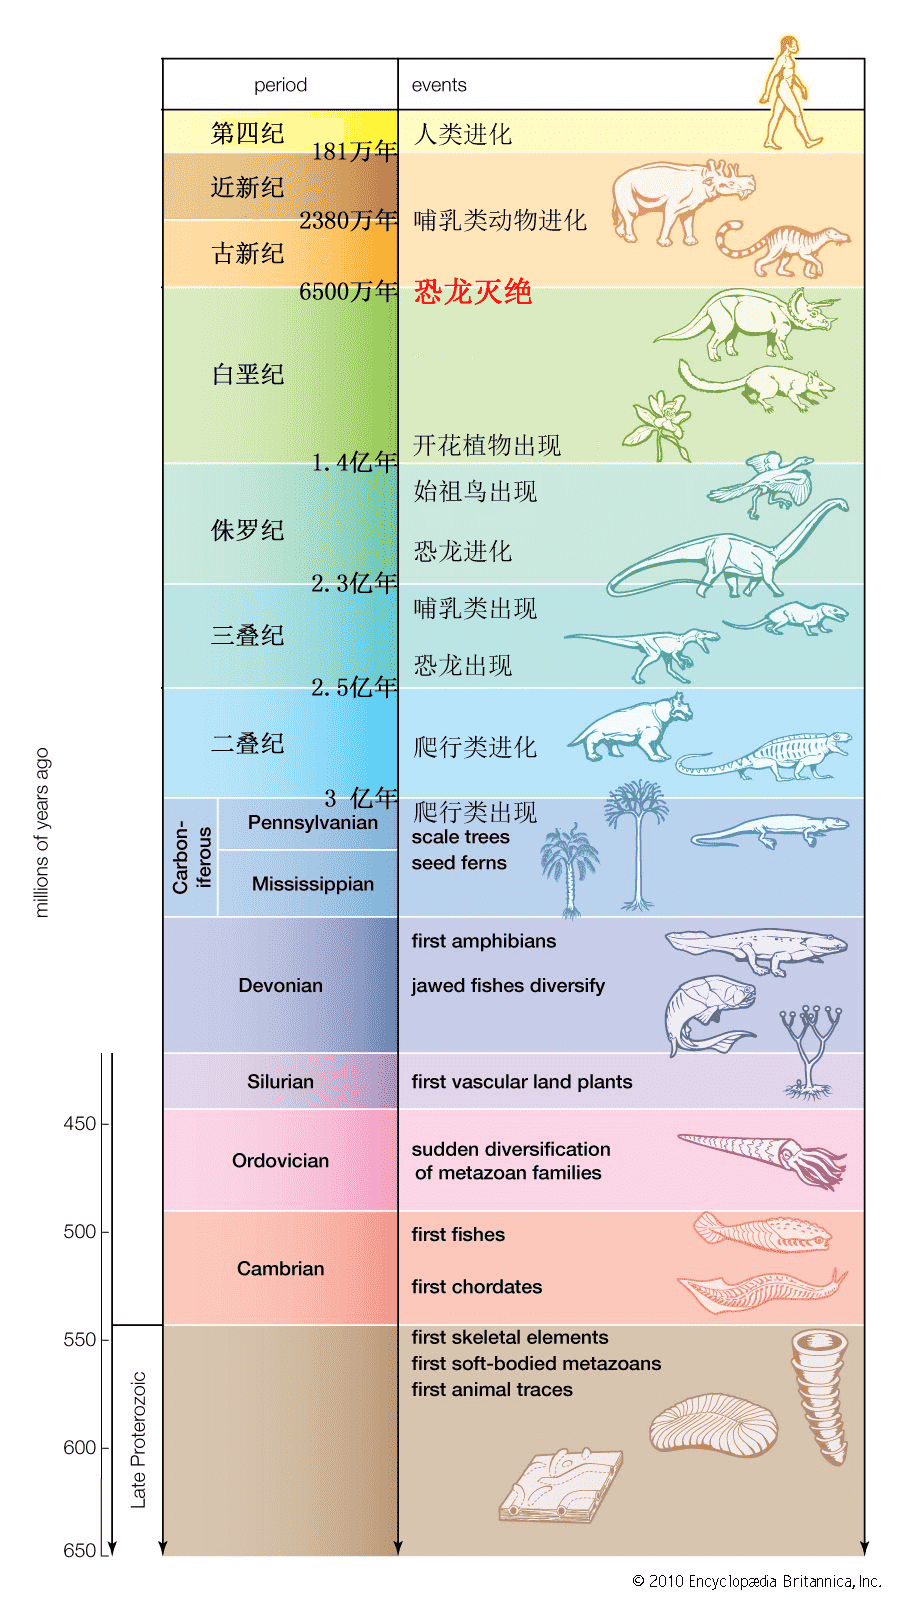 period
events
第四纪
人类进化
181万年
近新纪
2380万年
哺乳类动物进化
古新纪
6500万年
恐龙灭绝
白垩纪
开花植物出现
1.4亿年
始祖鸟出现
侏罗纪
恐龙进化
2.3亿年
哺乳类出现
三叠纪
恐龙出现
2.5亿年
二叠纪
爬行类进化
3 亿年
爬行类出现
Carbon-
iferous
Pennsylvanian
scale trees
seed ferns
Mississippian
first amphibians
Devonian
jawed fishes diversify
Silurian
first vascular land plants
Ordovician
sudden diversification
of metazoan families
Cambrian
first fishes
first chordates
first skeletal elements
first soft-bodied metazoans
first animal traces
millions of years ago
450
500
550
600
650
Late Proterozoic
© 2010 Encyclopædia Britannica, Inc.